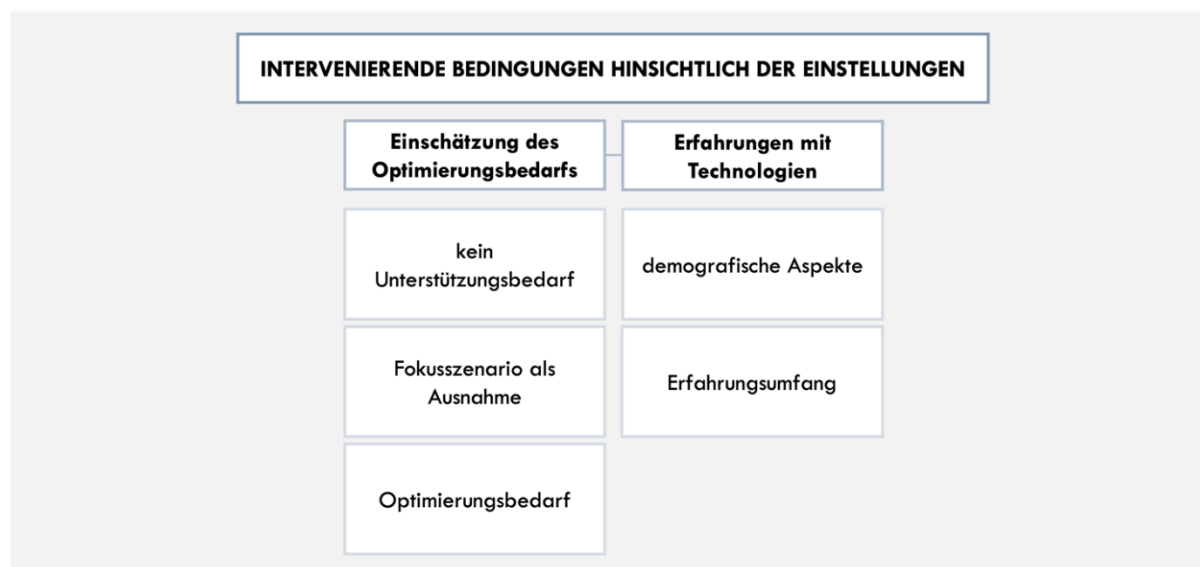 INTERVENIERENDE BEDINGUNGEN HINSICHTLICH DER EINSTELLUNGEN
Einschätzung des
Optimierungsbedarfs
Erfahrungen mit
Technologien
kein
Unterstützungsbedarf
demografische Aspekte
Fokusszenario als
Ausnahme
Erfahrungsumfang
Optimierungsbedarf